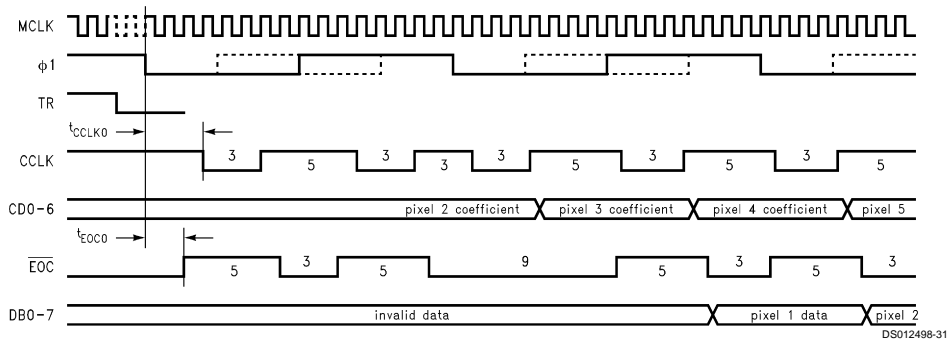 MCLK
ϕ1
TR
tCCLK0
CCLK 3 5 3 3 3 5 3 5 3 5
CD0-6 pixel 2 coefficient pixel 3 coefficient pixel 4 coefficient pixel 5
tEOC0
EOC 5 3 5 9 5 3 5 3
DB0-7 invalid data pixel 1 data pixel 2
DS012498-31